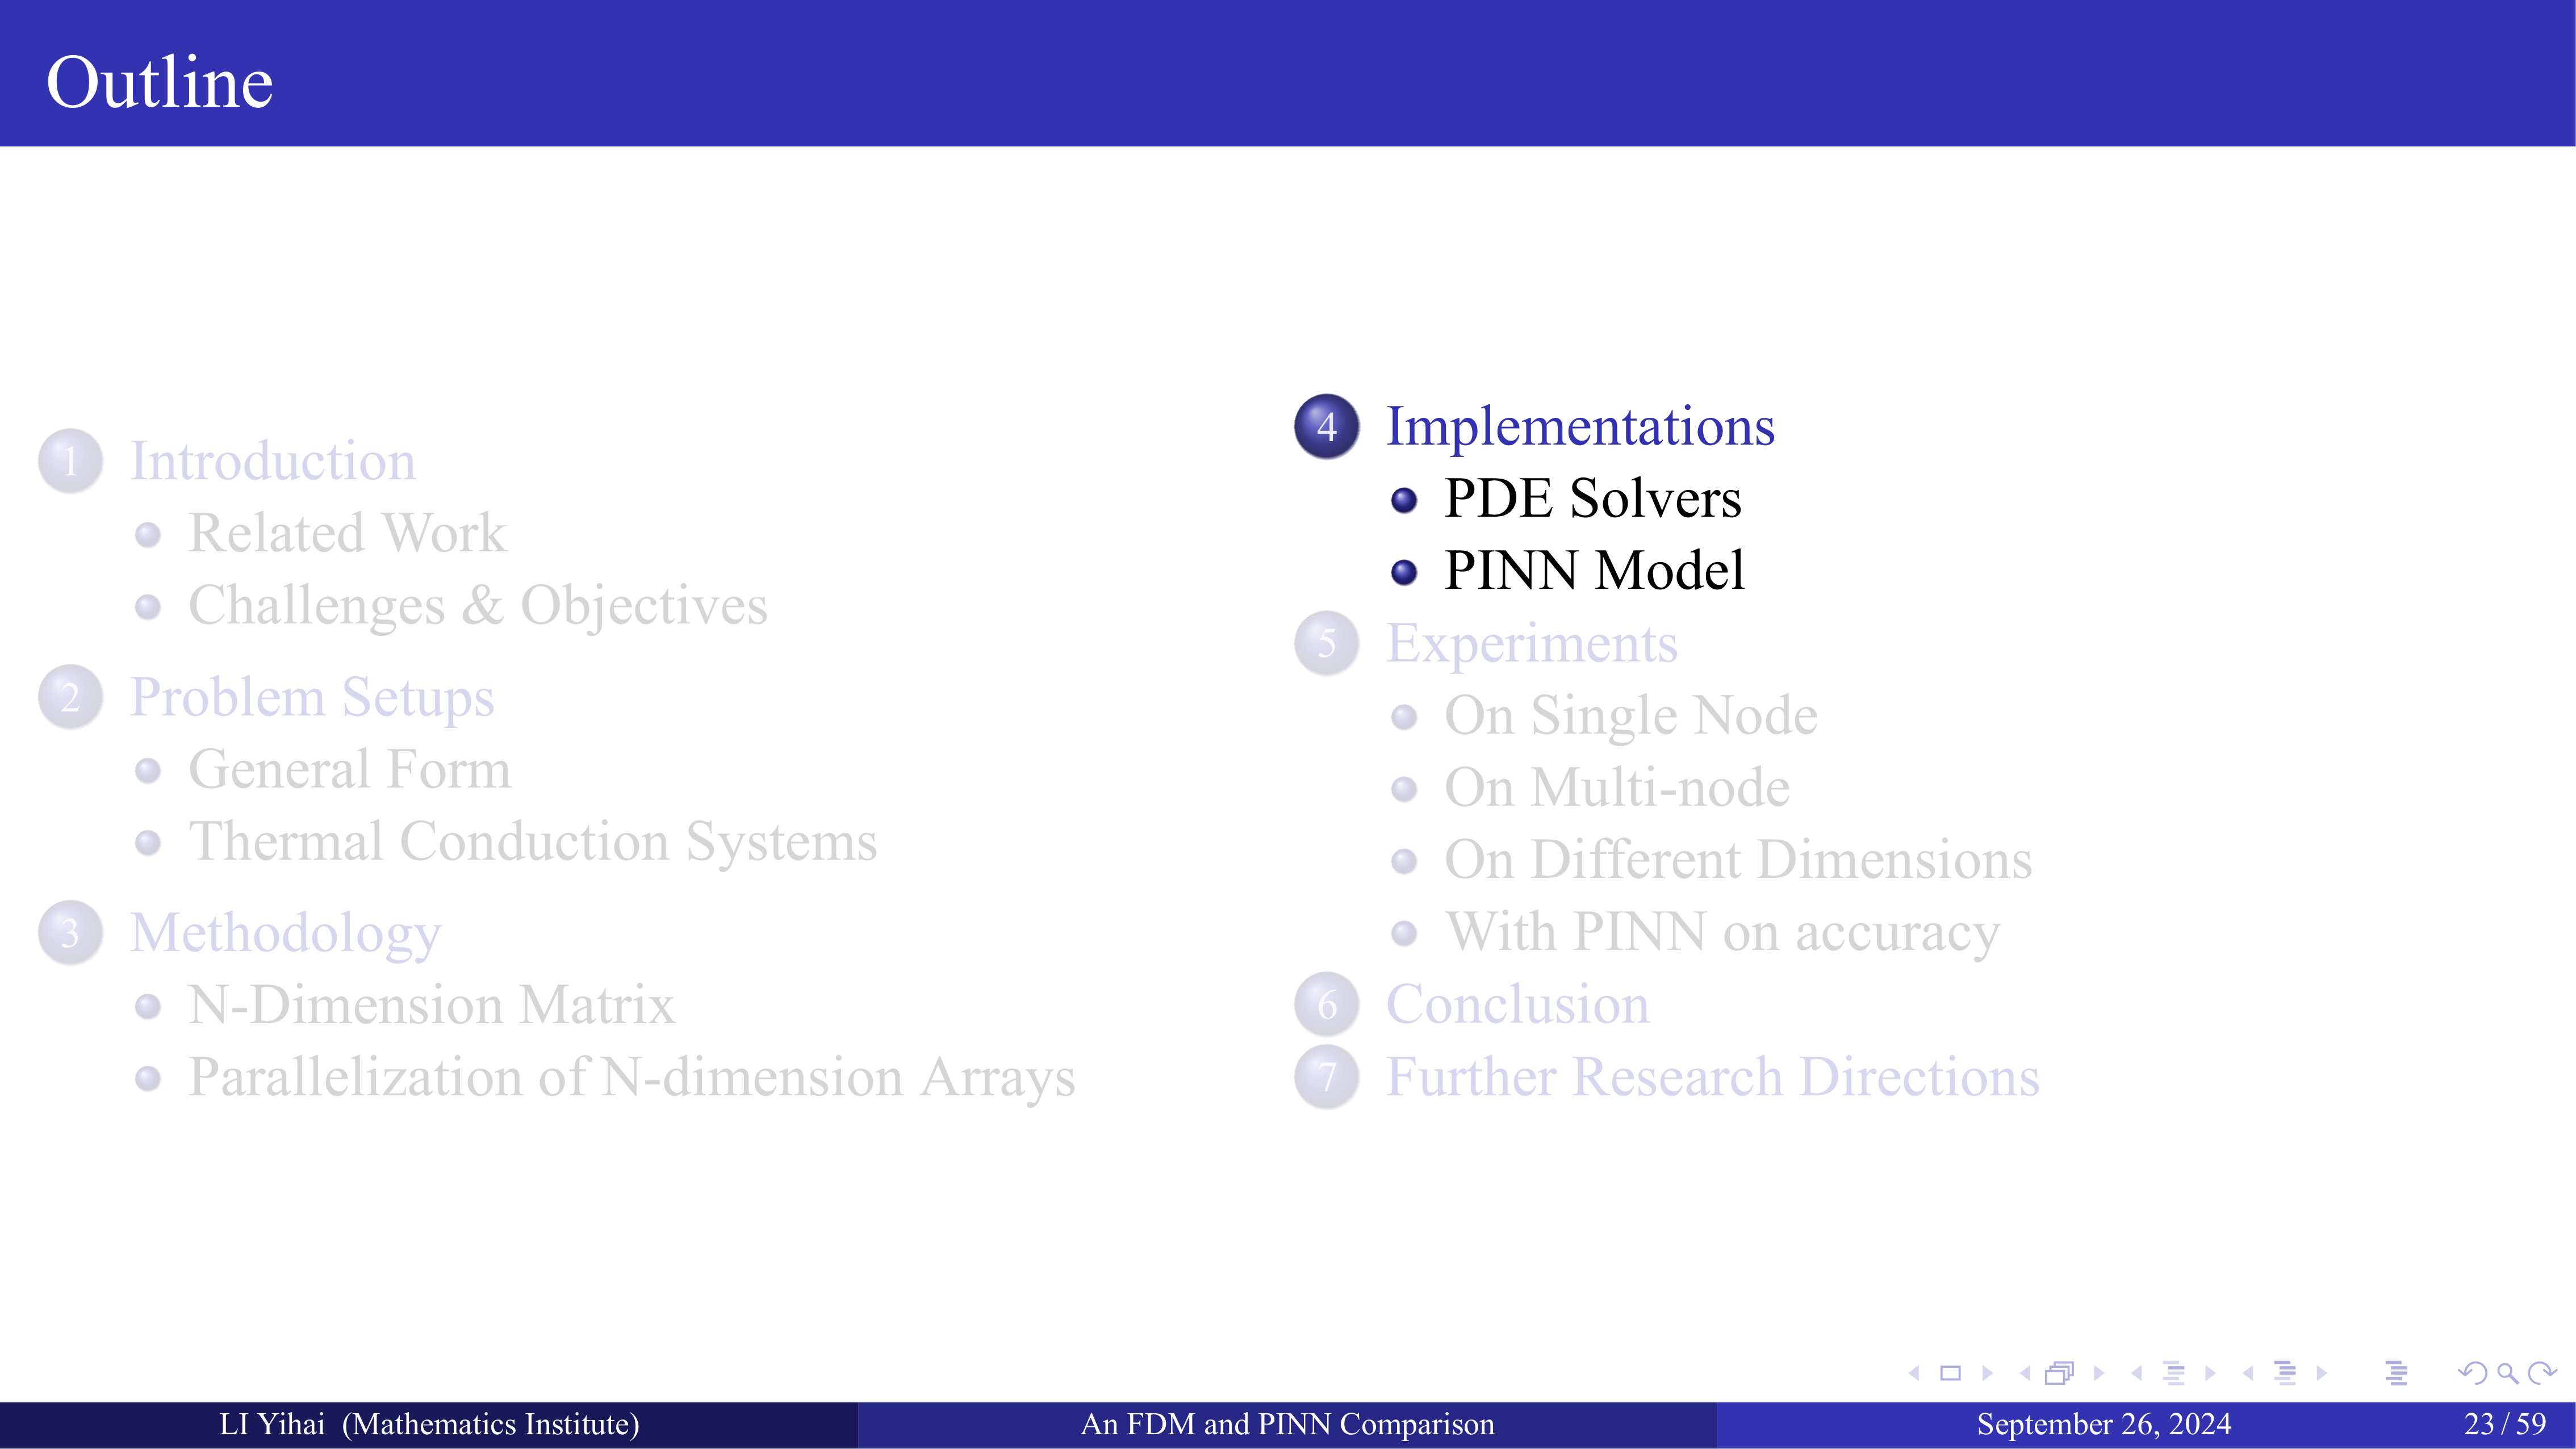 Outline
1 Introduction
Related Work
Challenges & Objectives
2 Problem Setups
General Form
Thermal Conduction Systems
3 Methodology
N-Dimension Matrix
Parallelization of N-dimension Arrays
4 Implementations
PDE Solvers
PINN Model
5 Experiments
On Single Node
On Multi-node
On Different Dimensions
With PINN on accuracy
6 Conclusion
7 Further Research Directions
LI Yihai (Mathematics Institute)
An FDM and PINN Comparison
September 26, 2024
23 / 59